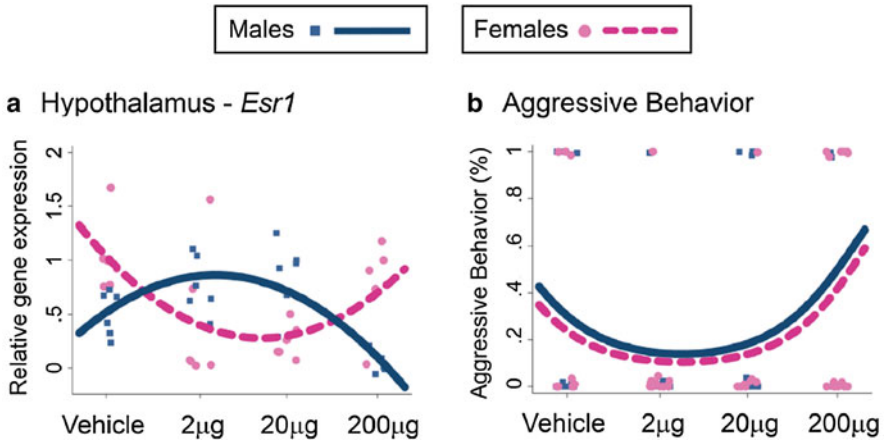 Males Females
a Hypothalamus - Esr1
Relative gene expression
2
1.5
1
.5
0
Vehicle 2µg 20µg 200µg
b Aggressive Behavior
Aggressive Behavior (%)
1
.8
.6
.4
.2
0
Vehicle 2µg 20µg 200µg